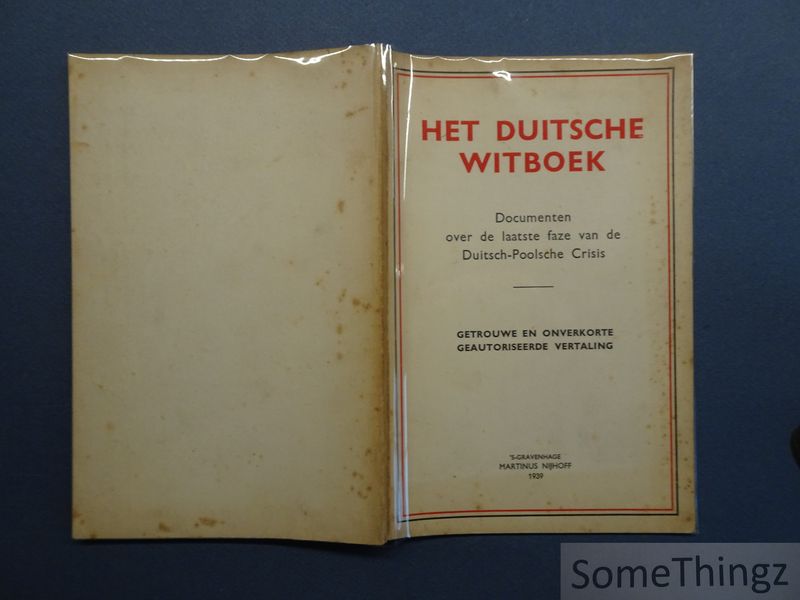 HET DUITSCHE
WITBOEK
Documenten
over de laatste faze van de
Duitsch-Poolsche Crisis
GETROUWE EN ONVERKORTE
GEAUTORISEERDE VERTALING
'S-GRAVENHAGE
MARTINUS NIJHOFF
1939
SomeThingz